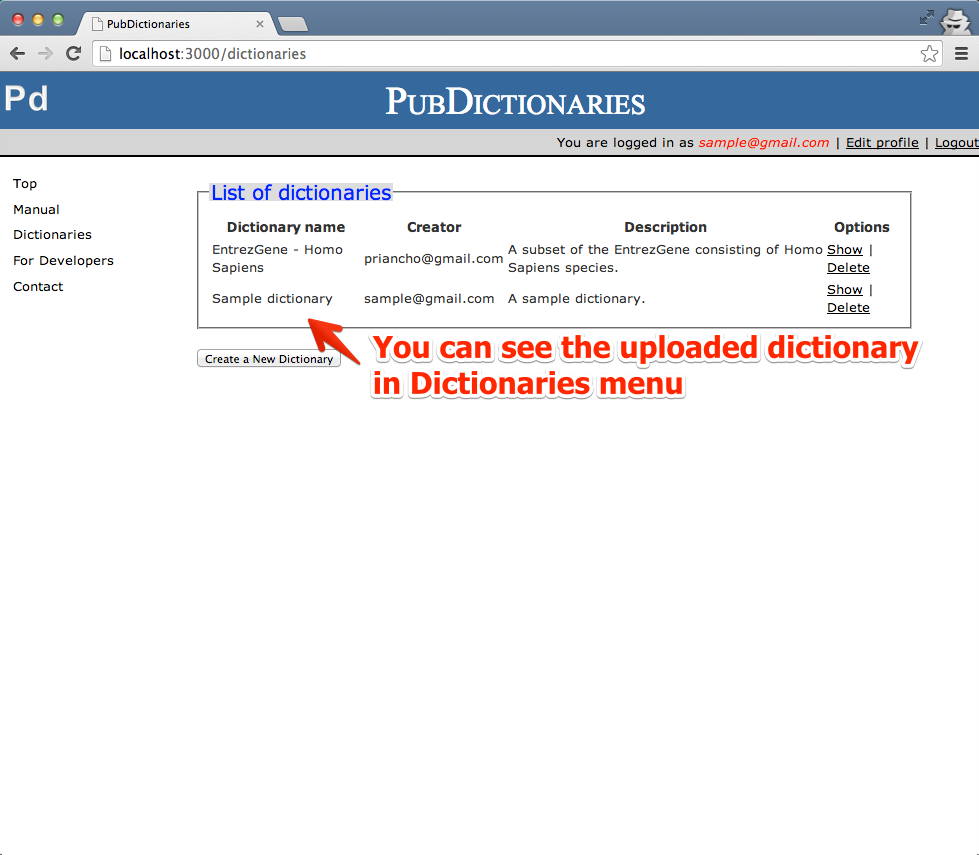 PubDictionaries
localhost:3000/dictionaries
Pd
PUBDICTIONARIES
You are logged in as sample@gmail.com | Edit profile | Logout
Top
Manual
Dictionaries
For Developers
Contact
List of dictionaries
Dictionary name Creator Description Options
EntrezGene - Homo Sapiens priancho@gmail.com A subset of the EntrezGene consisting of Homo Sapiens species. Show | Delete
Sample dictionary sample@gmail.com A sample dictionary. Show | Delete
Create a New Dictionary
You can see the uploaded dictionary
in Dictionaries menu